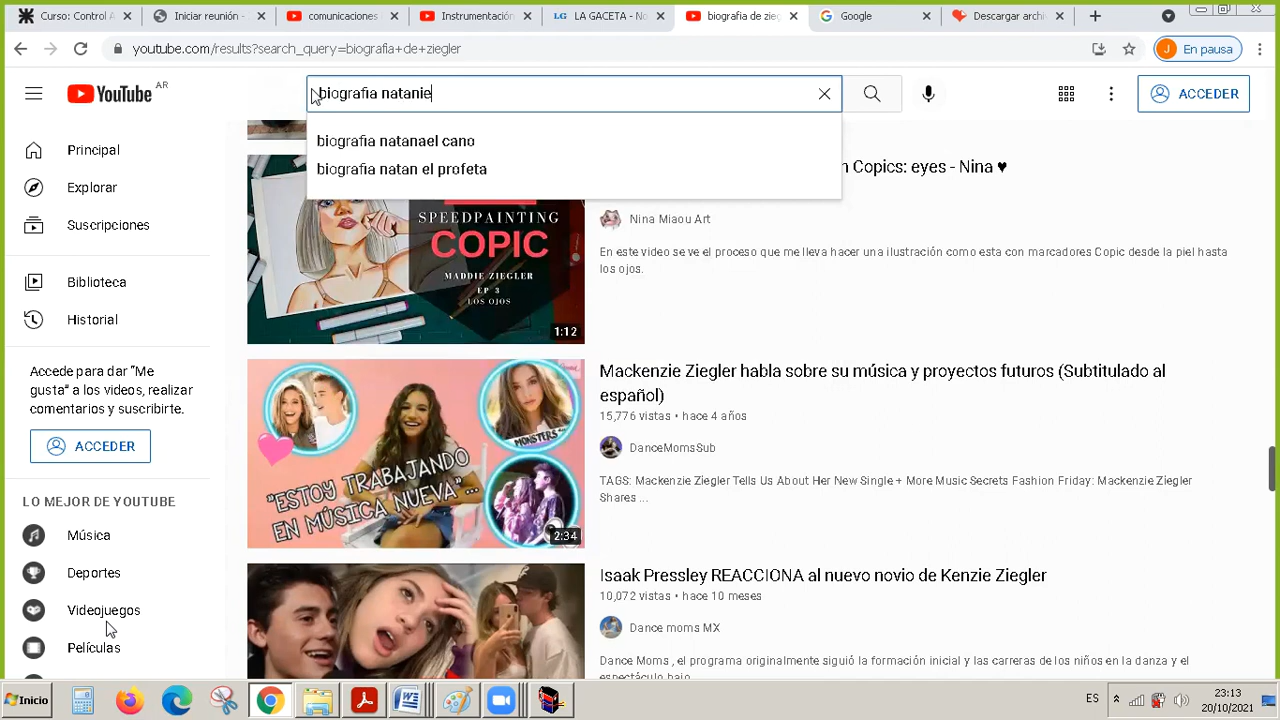 Curso: Control A
Iniciar reunión -
comunicaciones
Instrumentación
LG LA GACETA - No
biografia de zieg
Google
Descargar archi
youtube.com/results?search_query=biografia+de+ziegler
J En pausa
YouTube AR
biografia natanie
ACCEDER
biografia natanael cano
biografia natan el profeta
Principal
Explorar
Suscripciones
Biblioteca
Historial
Accede para dar "Me
gusta" a los videos, realizar
comentarios y suscribirte.
ACCEDER
LO MEJOR DE YOUTUBE
Música
Deportes
Videojuegos
Películas
SPEEDPAINTING
COPIC
MADDIE ZIEGLER
EP 3
LOS OJOS
1:12
n Copics: eyes - Nina ♥
Nina Miaou Art
En este video se ve el proceso que me lleva hacer una ilustración como esta con marcadores Copic desde la piel hasta
los ojos.
"ESTOY TRABAJANDO
EN MÚSICA NUEVA"...
MONSTERS
2:34
Mackenzie Ziegler habla sobre su música y proyectos futuros (Subtitulado al
español)
15,776 vistas • hace 4 años
DanceMomsSub
TAGS: Mackenzie Ziegler Tells Us About Her New Single + More Music Secrets Fashion Friday: Mackenzie Ziegler
Shares ...
Isaak Pressley REACCIONA al nuevo novio de Kenzie Ziegler
10,072 vistas • hace 10 meses
Dance moms MX
Dance Moms , el programa originalmente siguió la formación inicial y las carreras de los niños en la danza y el
espectáculo bajo
Inicio
ES
23:13
20/10/2021